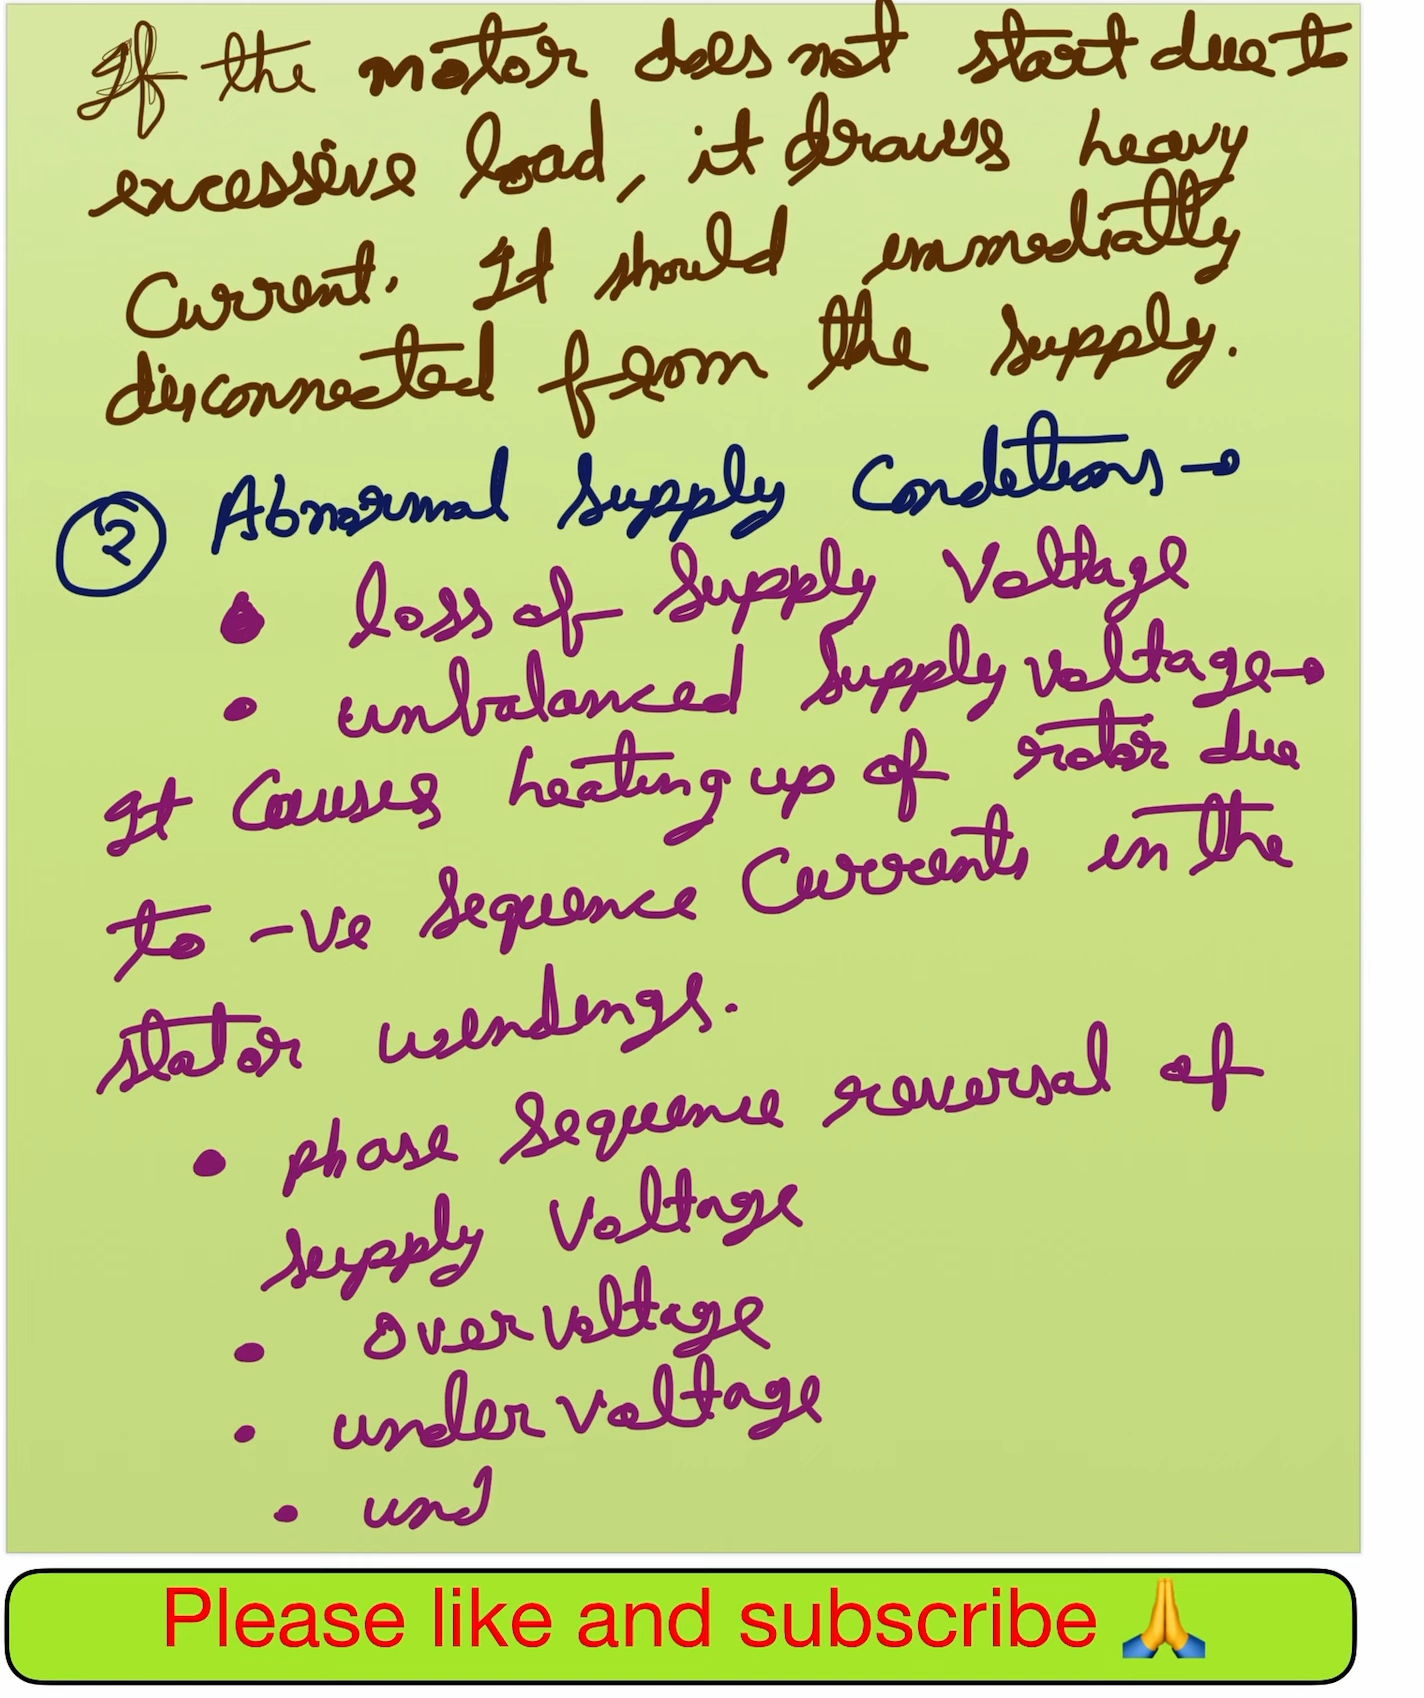 If the motor does not start due to
excessive load, it draws heavy
Current. It should immediatly
disconnected from the supply.
② Abnormal Supply Conditions →
• loss of Supply Voltage
• unbalanced Supply voltage →
It Causes heating up of rotor due
to -ve Sequence Currents in the
stator windings.
• phase Sequence reversal of
supply Voltage
• Over voltage
• under voltage
• und
Please like and subscribe 🙏